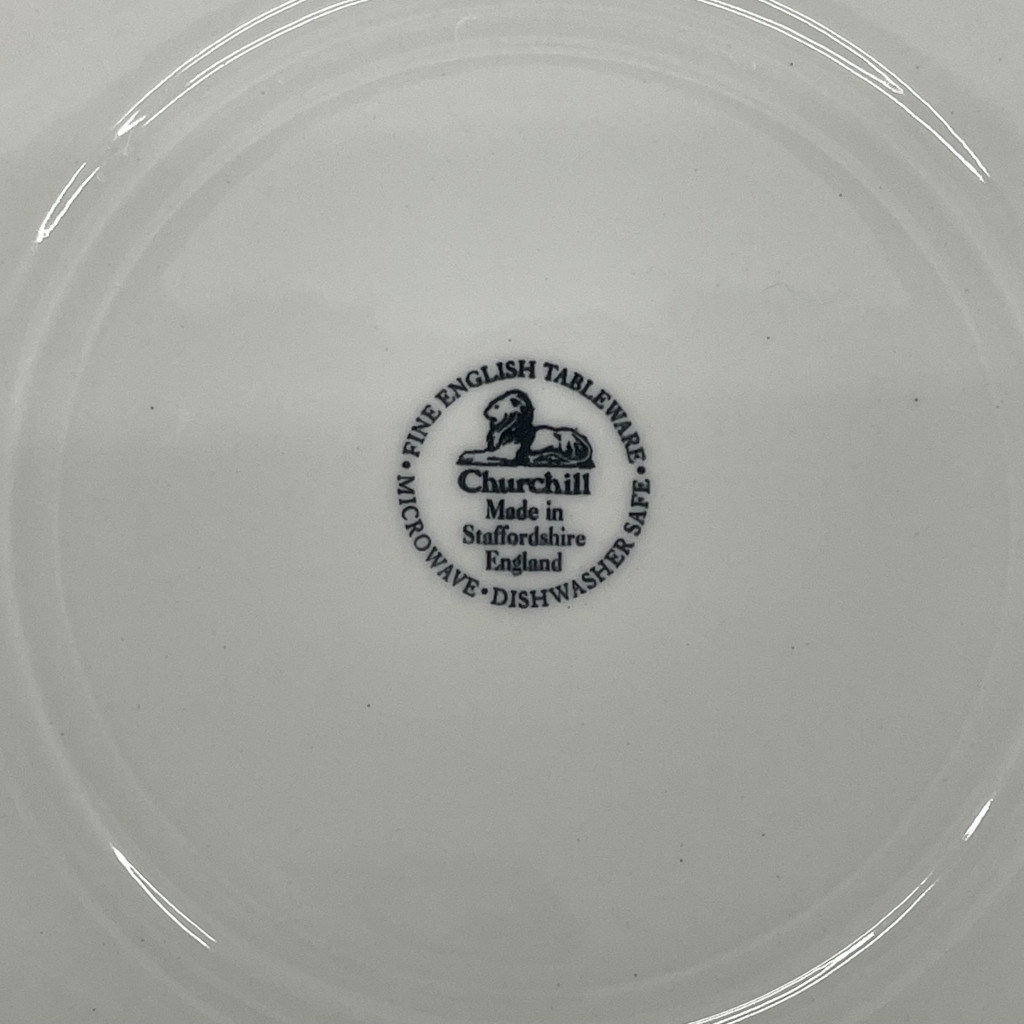 • FINE ENGLISH TABLEWARE •
Churchill
Made in
Staffordshire
England
MICROWAVE • DISHWASHER SAFE